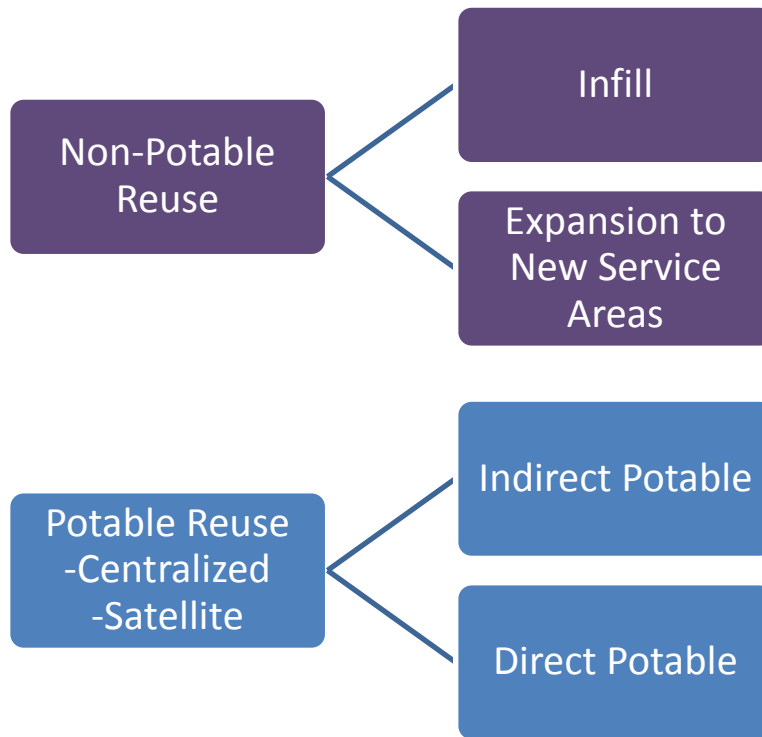 Non-Potable
Reuse
Infill
Expansion to
New Service
Areas
Potable Reuse
-Centralized
-Satellite
Indirect Potable
Direct Potable